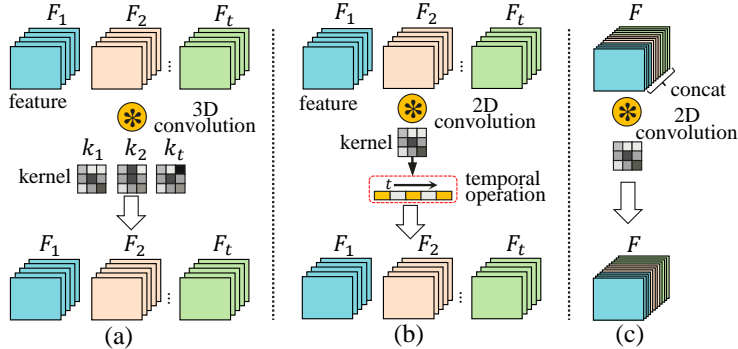 F₁ F₂ Fₜ
feature
3D
convolution
k₁ k₂ kₜ
kernel
F₁ F₂ Fₜ
(a)
F₁ F₂ Fₜ
feature
2D
convolution
kernel
t
temporal
operation
F₁ F₂ Fₜ
(b)
F
concat
2D
convolution
F
(c)